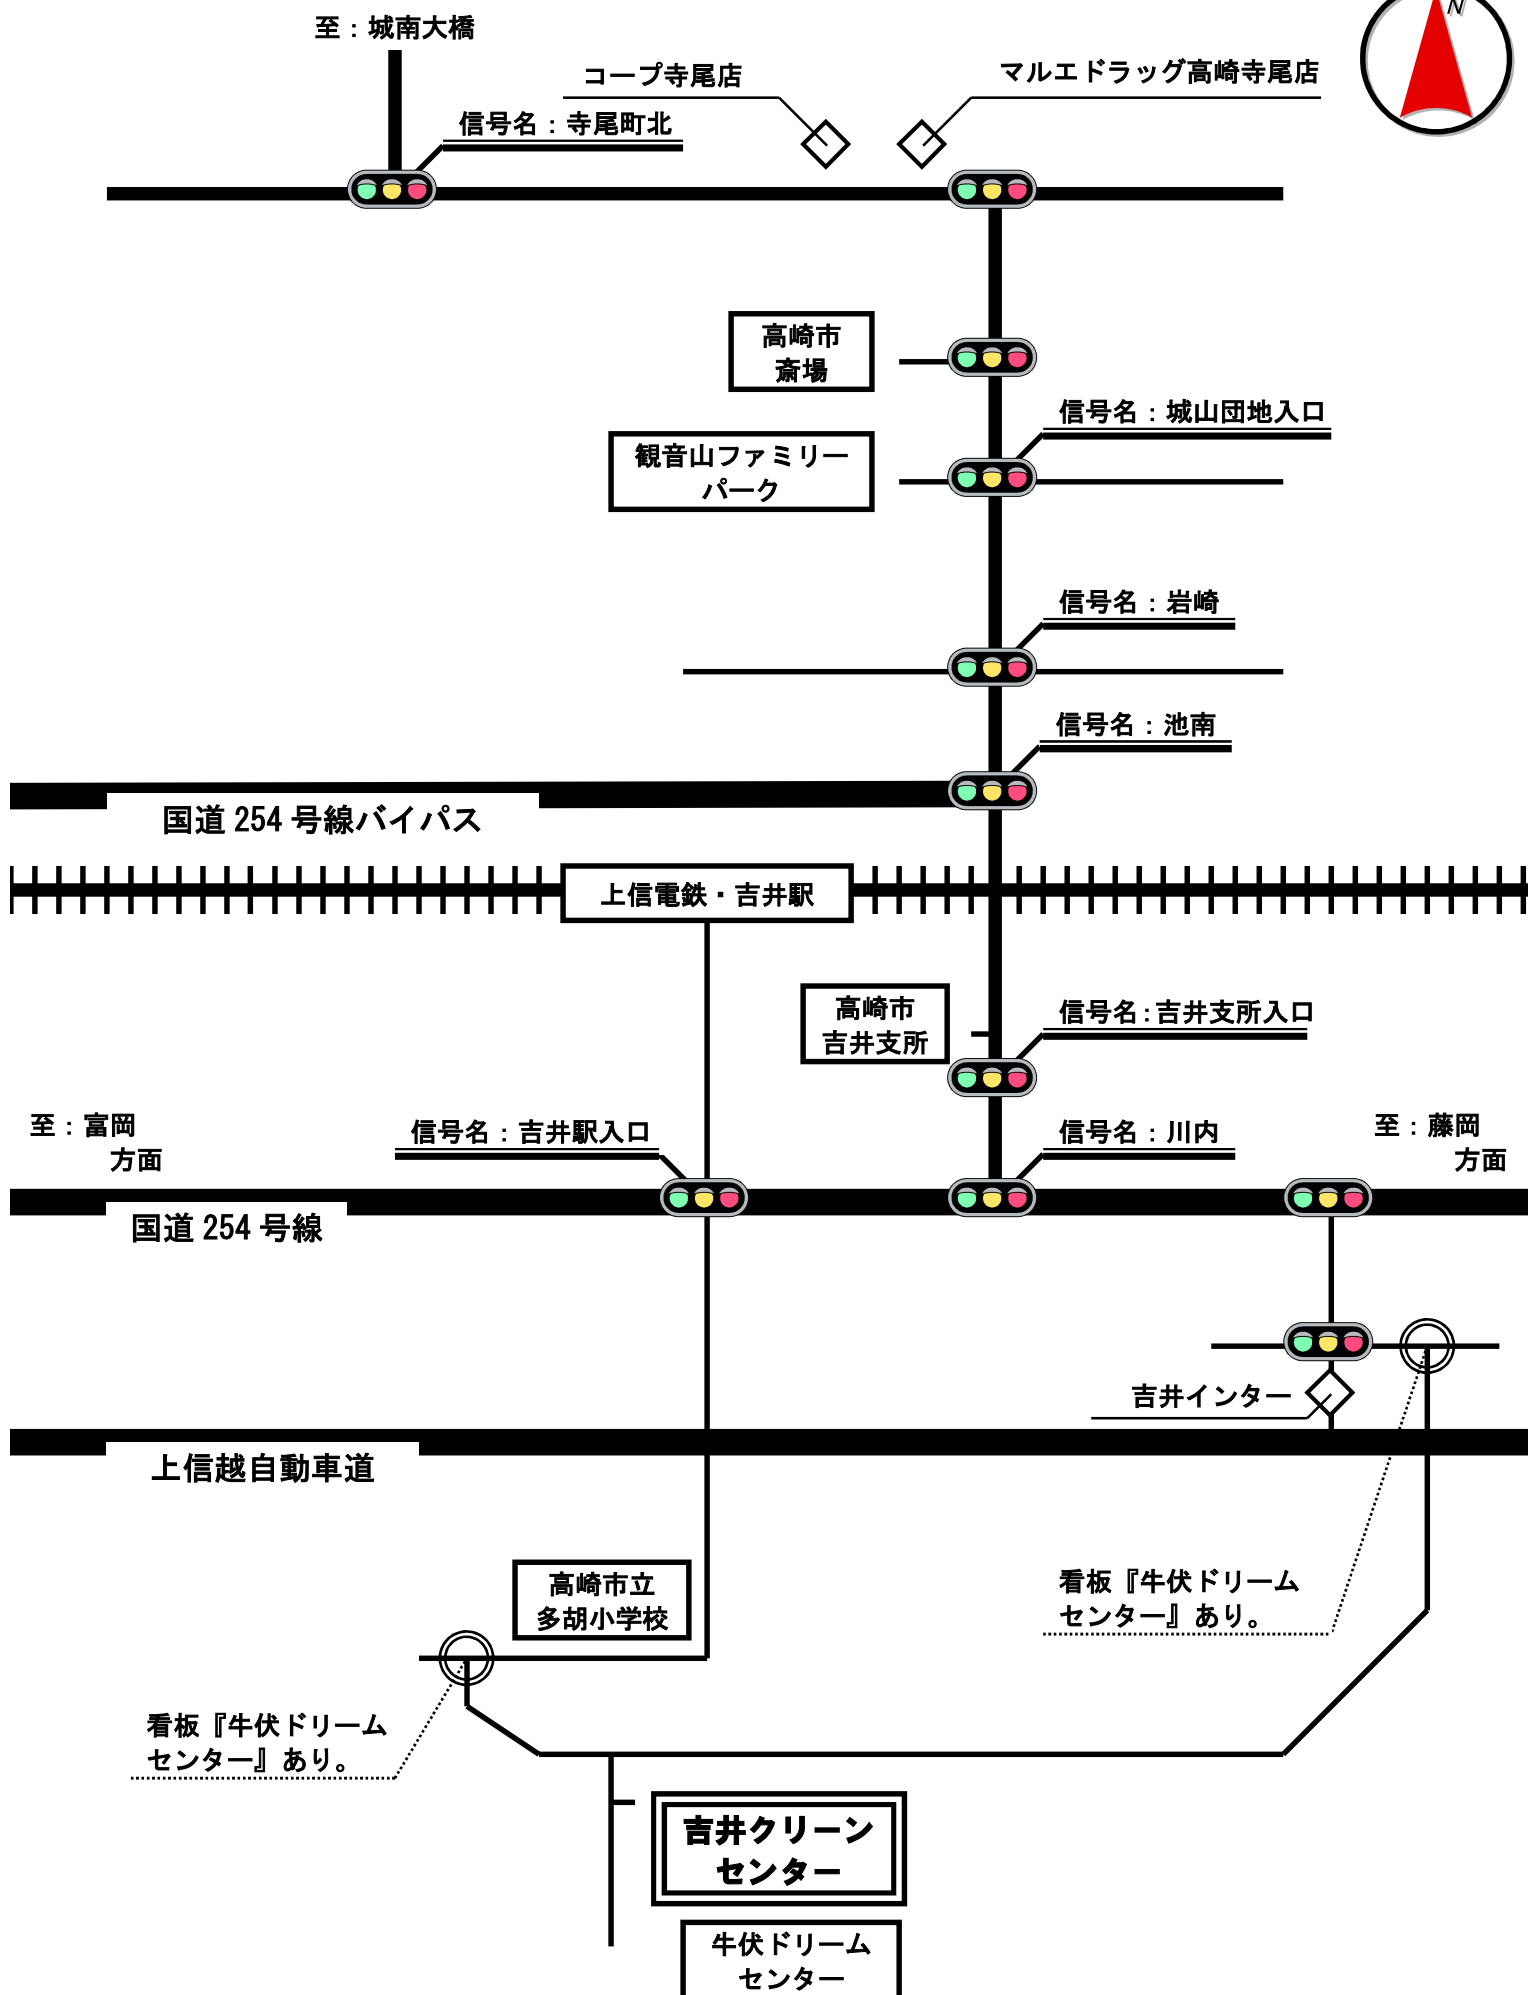 N
至：城南大橋
コープ寺尾店
マルエドラッグ高崎寺尾店
信号名：寺尾町北
高崎市
斎場
信号名：城山団地入口
観音山ファミリー
パーク
信号名：岩崎
信号名：池南
国道 254 号線バイパス
上信電鉄・吉井駅
高崎市
吉井支所
信号名：吉井支所入口
至：富岡
方面
信号名：吉井駅入口
信号名：川内
至：藤岡
方面
国道 254 号線
吉井インター
上信越自動車道
高崎市立
多胡小学校
看板『牛伏ドリーム
センター』あり。
看板『牛伏ドリーム
センター』あり。
吉井クリーン
センター
牛伏ドリーム
センター